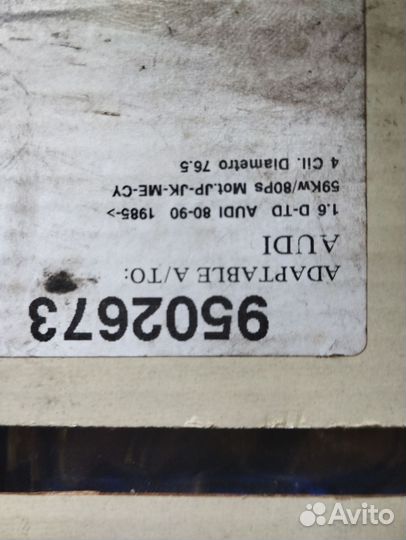 9502673
ADAPTABLE A/TO:
AUDI
1.6 D-TD AUDI 80-90 1985->
59Kw/80Ps Mot.JP-JK-ME-CY
4 Cil. Diametro 76.5
Avito